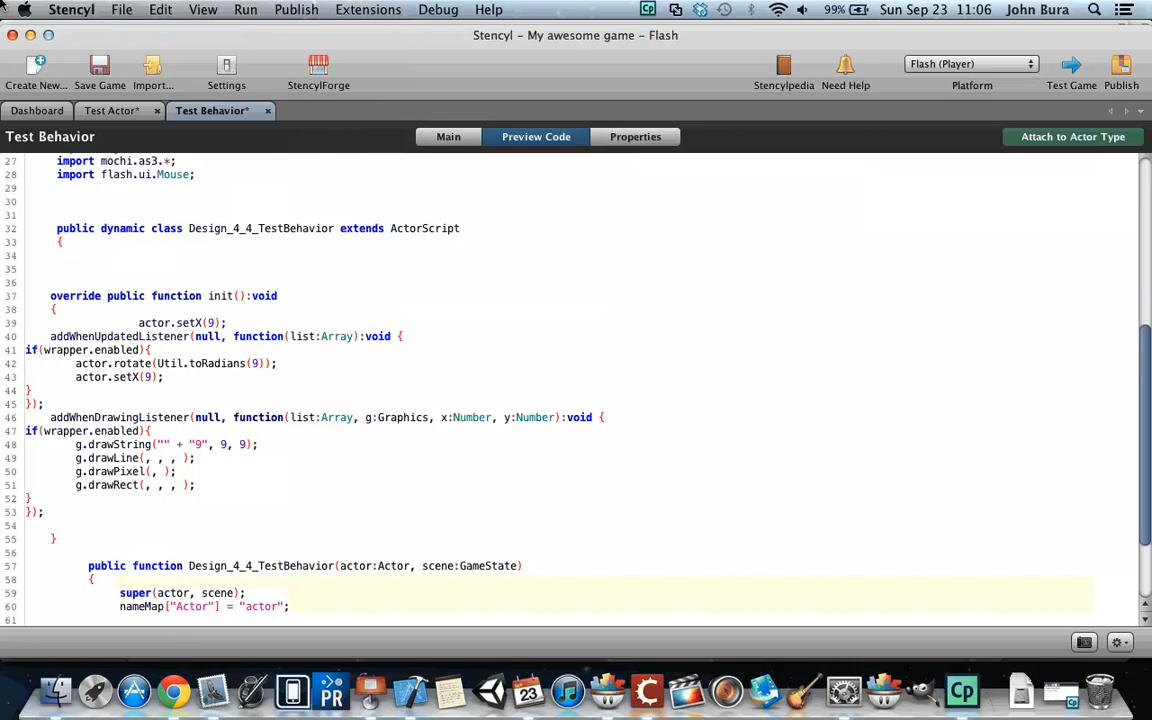 Stencyl File Edit View Run Publish Extensions Debug Help Cp 99% Sun Sep 23 11:06 John Bura
Stencyl - My awesome game - Flash
Create New... Save Game Import... Settings StencylForge Stencylpedia Need Help Flash (Player) Platform Test Game Publish
Dashboard Test Actor* × Test Behavior* ×
Test Behavior Main Preview Code Properties Attach to Actor Type
27 import mochi.as3.*;
28 import flash.ui.Mouse;
29
30
31
32 public dynamic class Design_4_4_TestBehavior extends ActorScript
33 {
34
35
36
37 override public function init():void
38 {
39 actor.setX(9);
40 addWhenUpdatedListener(null, function(list:Array):void {
41 if(wrapper.enabled){
42 actor.rotate(Util.toRadians(9));
43 actor.setX(9);
44 }
45 });
46 addWhenDrawingListener(null, function(list:Array, g:Graphics, x:Number, y:Number):void {
47 if(wrapper.enabled){
48 g.drawString("" + "9", 9, 9);
49 g.drawLine(, , , );
50 g.drawPixel(, );
51 g.drawRect(, , , );
52 }
53 });
54
55 }
56
57 public function Design_4_4_TestBehavior(actor:Actor, scene:GameState)
58 {
59 super(actor, scene);
60 nameMap["Actor"] = "actor";
61
23 PR C Cp